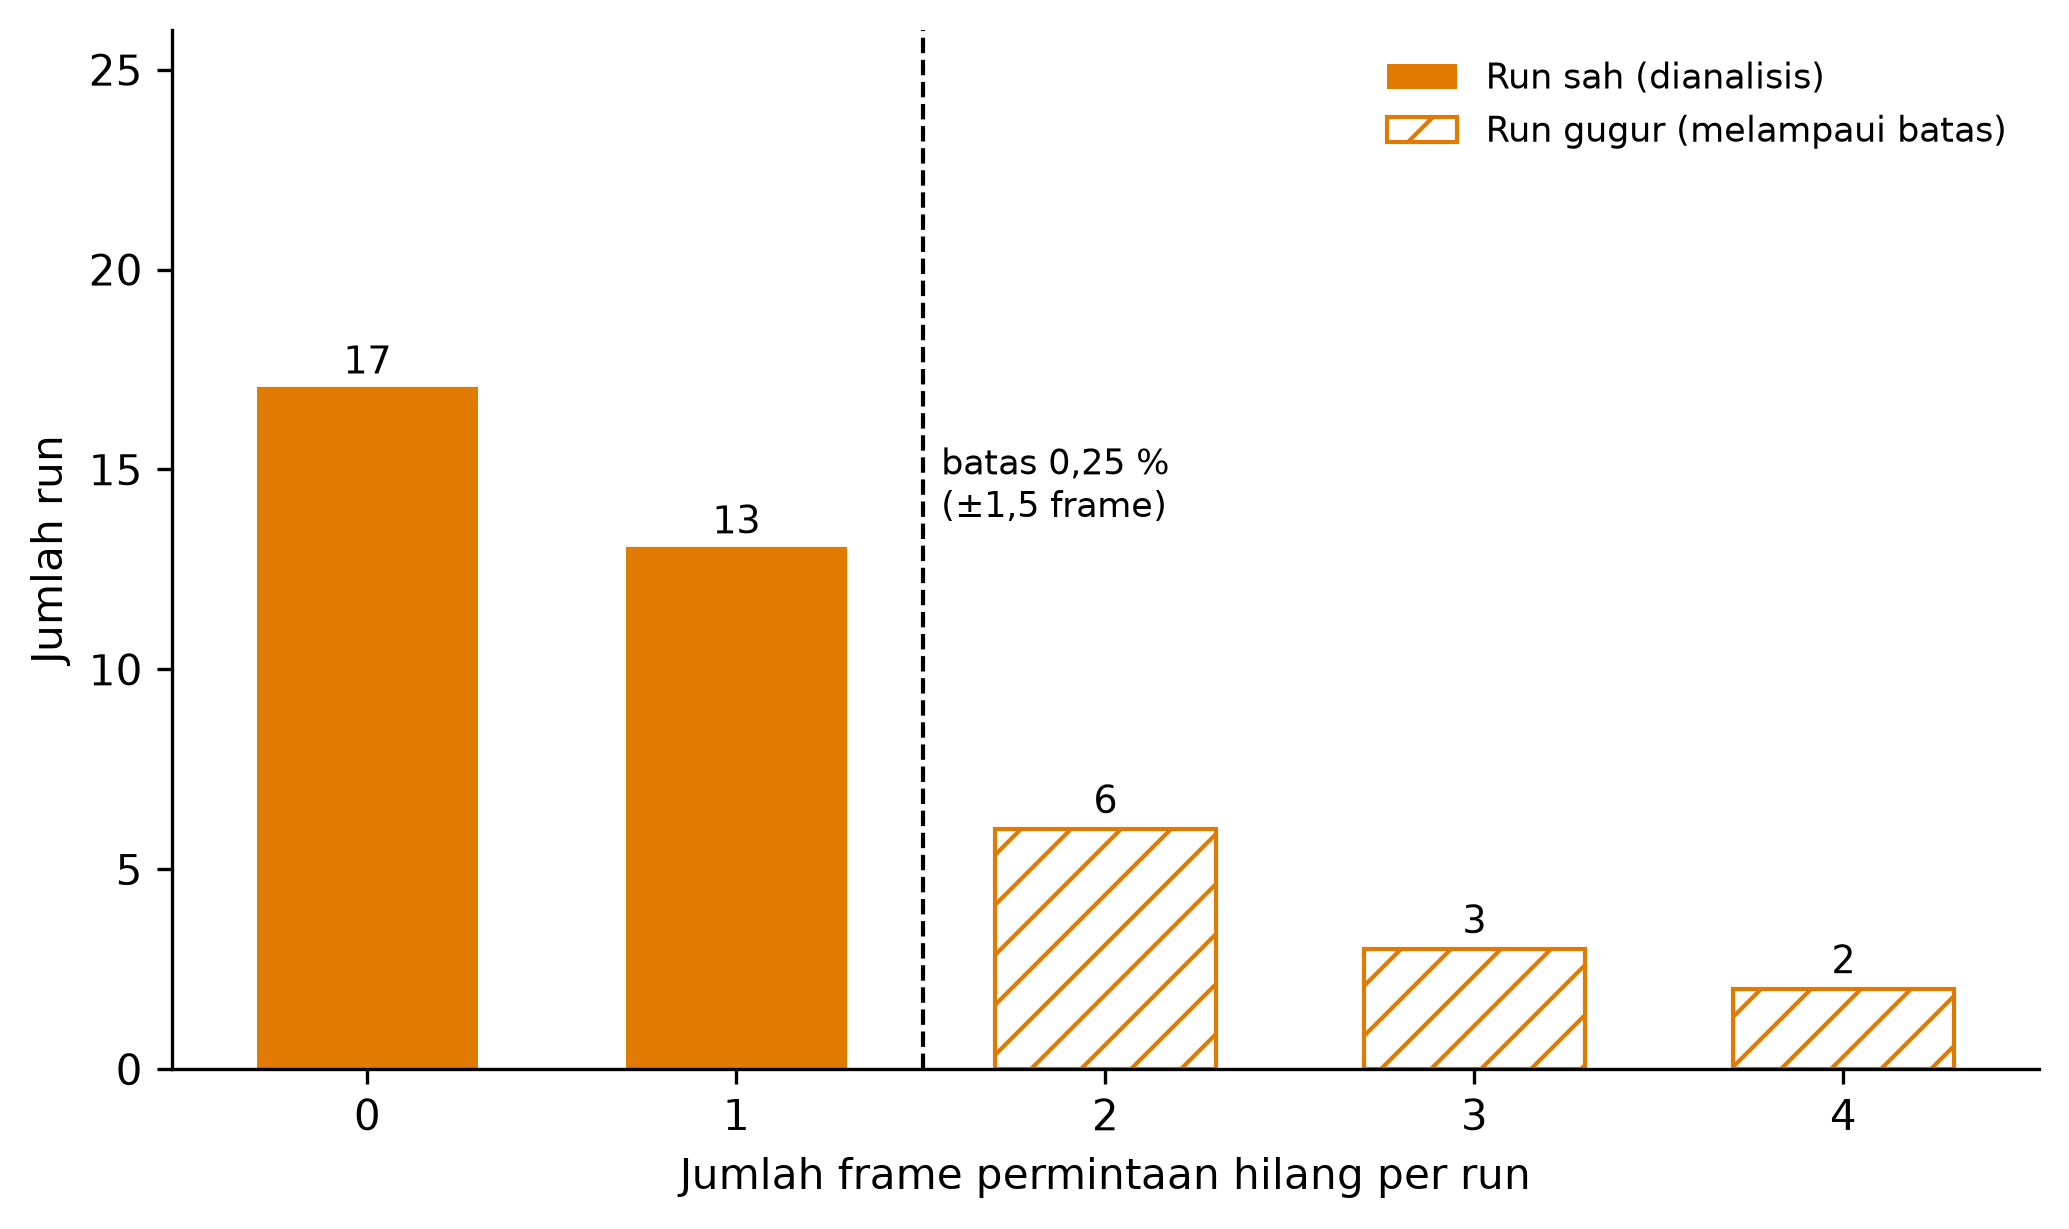 Run sah (dianalisis)
Run gugur (melampaui batas)
Jumlah run
25
20
15
10
5
0
17
13
6
3
2
batas 0,25 %
(±1,5 frame)
0 1 2 3 4
Jumlah frame permintaan hilang per run